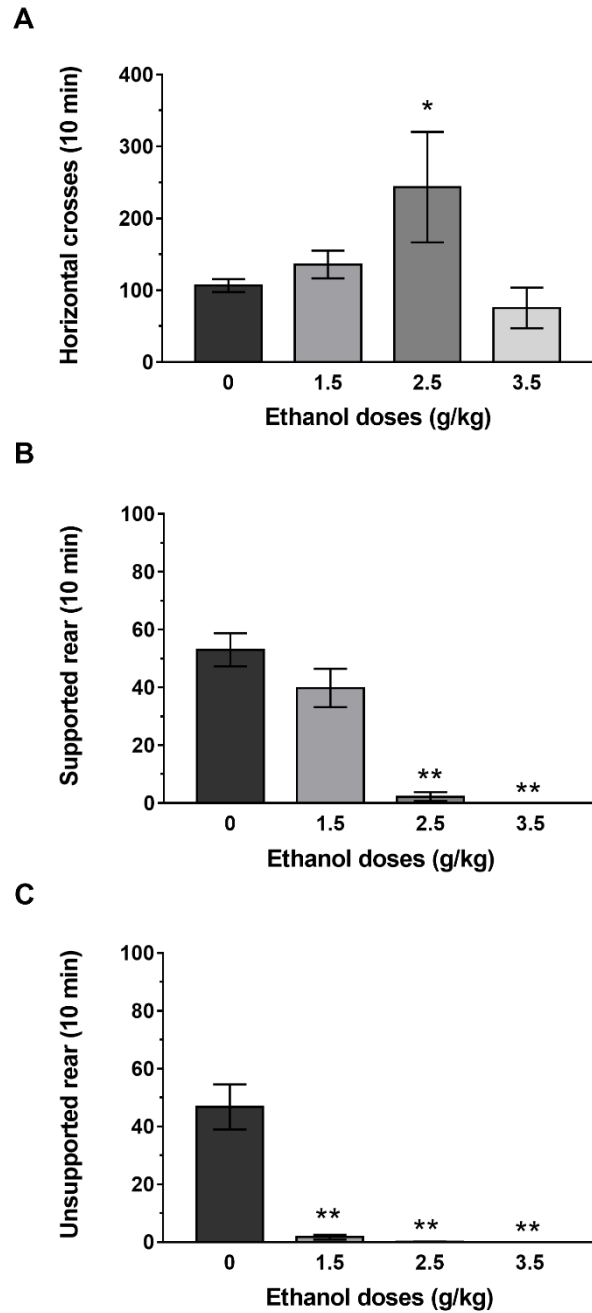 A
Horizontal crosses (10 min)
400
300
200
100
0
*
0 1.5 2.5 3.5
Ethanol doses (g/kg)
B
Supported rear (10 min)
100
80
60
40
20
0
** **
0 1.5 2.5 3.5
Ethanol doses (g/kg)
C
Unsupported rear (10 min)
100
80
60
40
20
0
** ** **
0 1.5 2.5 3.5
Ethanol doses (g/kg)